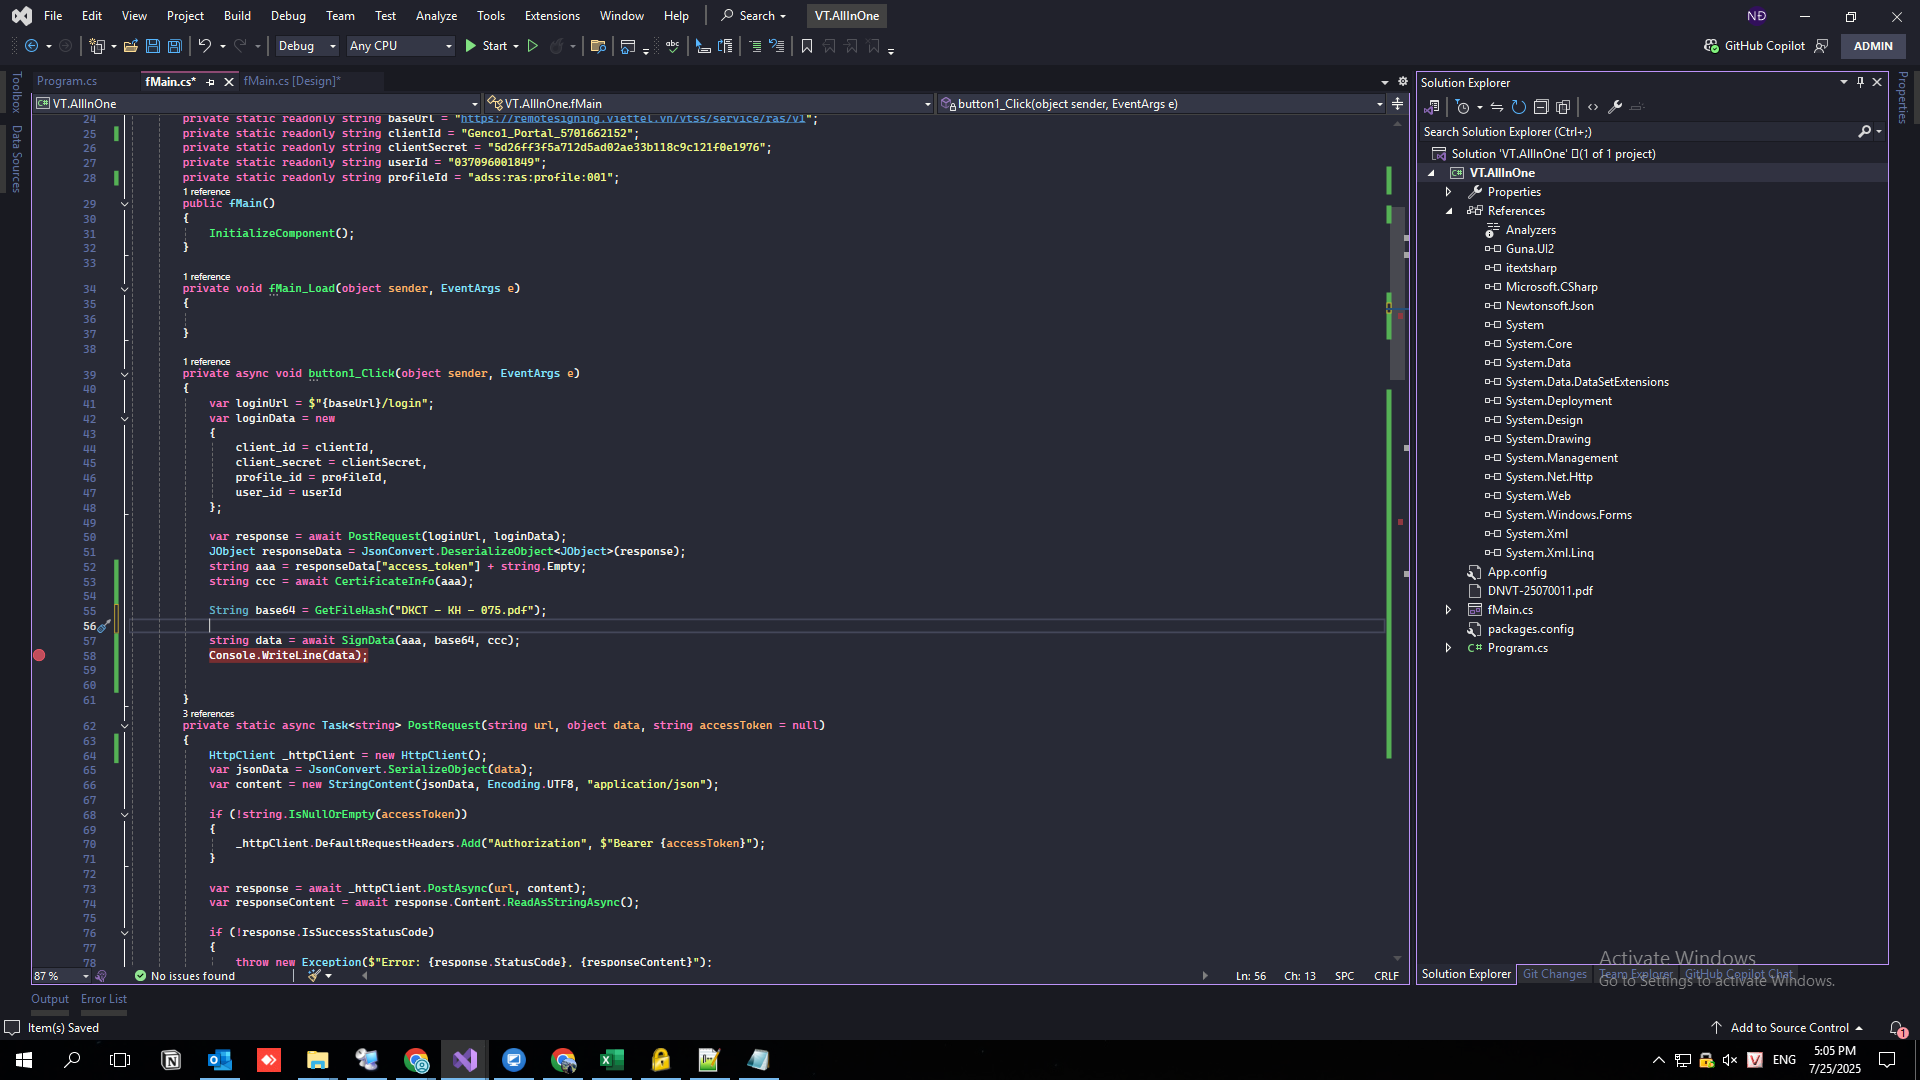 File Edit View Project Build Debug Team Test Analyze Tools Extensions Window Help Search VT.AllInOne NĐ
Debug Any CPU Start GitHub Copilot ADMIN
Toolbox
Data Sources
Program.cs fMain.cs* fMain.cs [Design]*
VT.AllInOne VT.AllInOne.fMain button1_Click(object sender, EventArgs e)
24 private static readonly string baseUrl = "https://remotesigning.viettel.vn/vtss/service/ras/v1";
25 private static readonly string clientId = "Genco1_Portal_5701662152";
26 private static readonly string clientSecret = "5d26ff3f5a712d5ad02ae33b118c9c121f0e1976";
27 private static readonly string userId = "037096001849";
28 private static readonly string profileId = "adss:ras:profile:001";
1 reference
29 public fMain()
30 {
31 InitializeComponent();
32 }
33
1 reference
34 private void fMain_Load(object sender, EventArgs e)
35 {
36
37 }
38
1 reference
39 private async void button1_Click(object sender, EventArgs e)
40 {
41 var loginUrl = $"{baseUrl}/login";
42 var loginData = new
43 {
44 client_id = clientId,
45 client_secret = clientSecret,
46 profile_id = profileId,
47 user_id = userId
48 };
49
50 var response = await PostRequest(loginUrl, loginData);
51 JObject responseData = JsonConvert.DeserializeObject<JObject>(response);
52 string aaa = responseData["access_token"] + string.Empty;
53 string ccc = await CertificateInfo(aaa);
54
55 String base64 = GetFileHash("DKCT - KH - 075.pdf");
56
57 string data = await SignData(aaa, base64, ccc);
58 Console.WriteLine(data);
59
60
61 }
3 references
62 private static async Task<string> PostRequest(string url, object data, string accessToken = null)
63 {
64 HttpClient _httpClient = new HttpClient();
65 var jsonData = JsonConvert.SerializeObject(data);
66 var content = new StringContent(jsonData, Encoding.UTF8, "application/json");
67
68 if (!string.IsNullOrEmpty(accessToken))
69 {
70 _httpClient.DefaultRequestHeaders.Add("Authorization", $"Bearer {accessToken}");
71 }
72
73 var response = await _httpClient.PostAsync(url, content);
74 var responseContent = await response.Content.ReadAsStringAsync();
75
76 if (!response.IsSuccessStatusCode)
77 {
78 throw new Exception($"Error: {response.StatusCode}, {responseContent}");
87 % No issues found Ln: 56 Ch: 13 SPC CRLF
Solution Explorer
Search Solution Explorer (Ctrl+;)
Solution 'VT.AllInOne' (1 of 1 project)
VT.AllInOne
Properties
References
Analyzers
Guna.UI2
itextsharp
Microsoft.CSharp
Newtonsoft.Json
System
System.Core
System.Data
System.Data.DataSetExtensions
System.Deployment
System.Design
System.Drawing
System.Management
System.Net.Http
System.Web
System.Windows.Forms
System.Xml
System.Xml.Linq
App.config
DNVT-25070011.pdf
fMain.cs
packages.config
Program.cs
Properties
Activate Windows
Go to Settings to activate Windows.
Solution Explorer Git Changes Team Explorer GitHub Copilot Chat
Output Error List
Item(s) Saved Add to Source Control 1
ENG 5:05 PM
7/25/2025